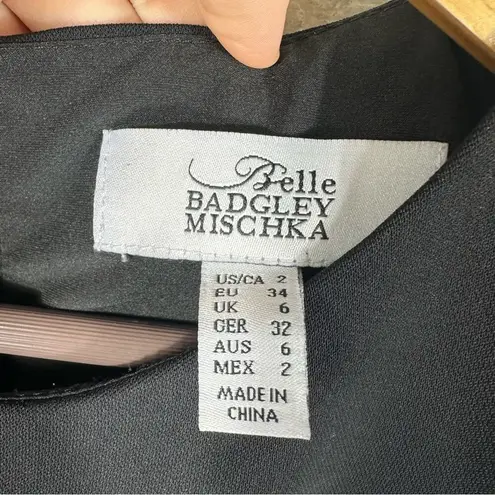 Belle
BADGLEY
MISCHKA
US/CA 2
EU 34
UK 6
GER 32
AUS 6
MEX 2
MADE IN
CHINA